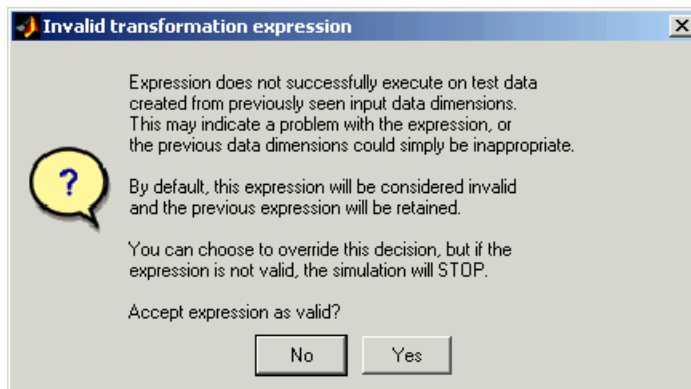 Invalid transformation expression
Expression does not successfully execute on test data
created from previously seen input data dimensions.
This may indicate a problem with the expression, or
the previous data dimensions could simply be inappropriate.
By default, this expression will be considered invalid
and the previous expression will be retained.
You can choose to override this decision, but if the
expression is not valid, the simulation will STOP.
Accept expression as valid?
No
Yes